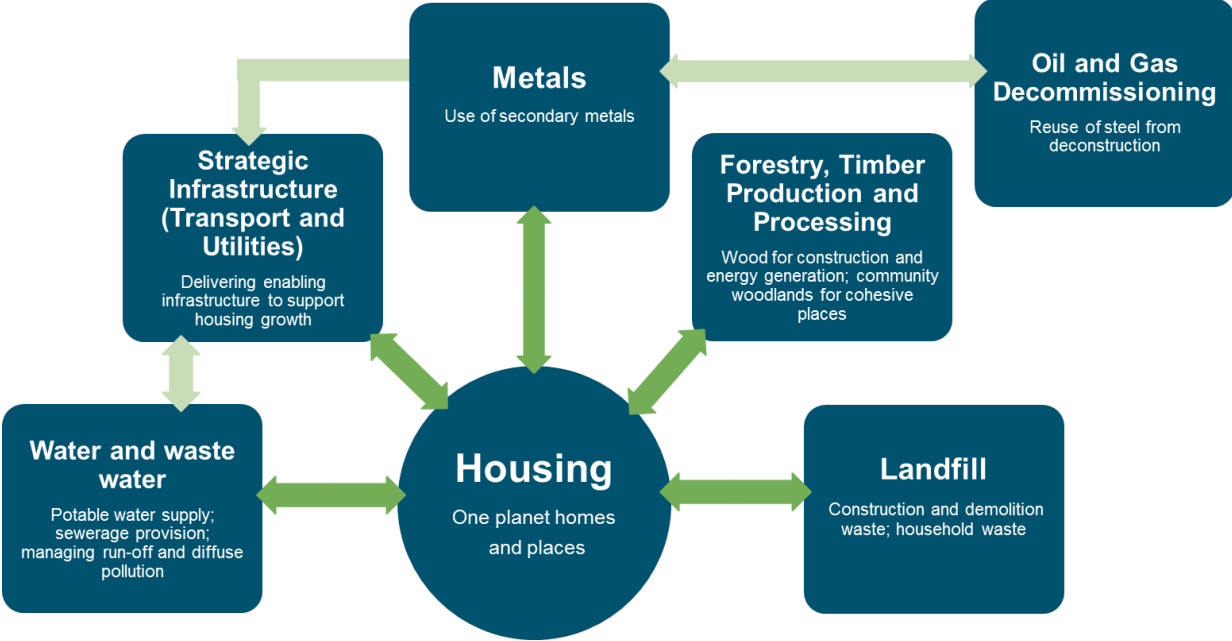 Metals
Use of secondary metals
Oil and Gas
Decommissioning
Reuse of steel from
deconstruction
Strategic
Infrastructure
(Transport and
Utilities)
Delivering enabling
infrastructure to support
housing growth
Forestry, Timber
Production and
Processing
Wood for construction and
energy generation; community
woodlands for cohesive
places
Water and waste
water
Potable water supply;
sewerage provision;
managing run-off and diffuse
pollution
Housing
One planet homes
and places
Landfill
Construction and demolition
waste; household waste